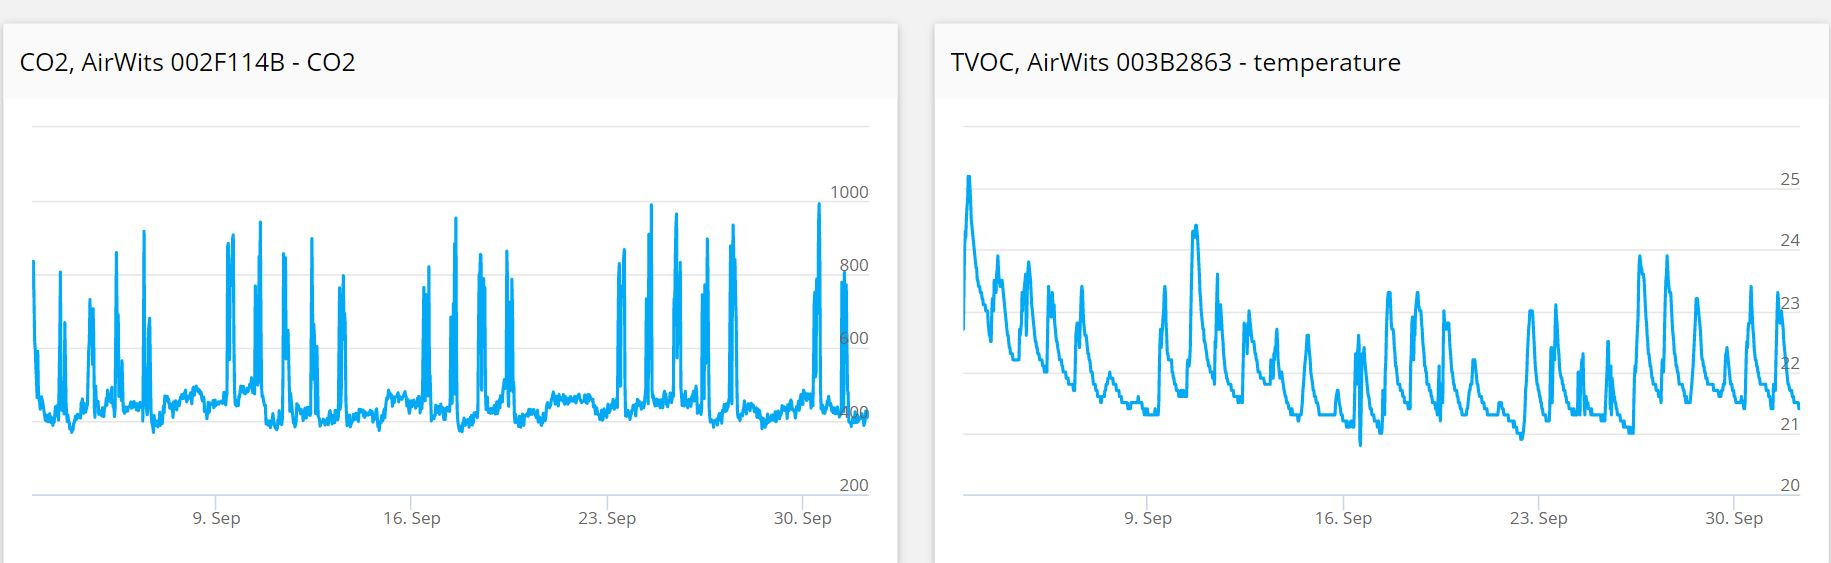 CO2, AirWits 002F114B - CO2
1000
800
600
400
200
9. Sep
16. Sep
23. Sep
30. Sep
TVOC, AirWits 003B2863 - temperature
25
24
23
22
21
20
9. Sep
16. Sep
23. Sep
30. Sep